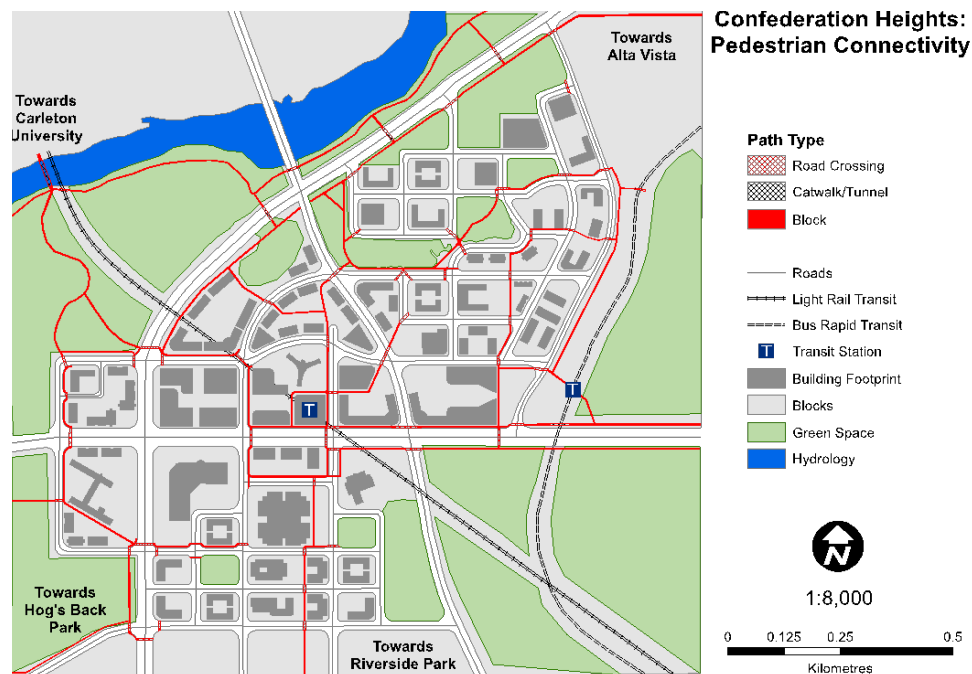 Confederation Heights:
Pedestrian Connectivity
Towards
Alta Vista
Towards
Carleton
University
Path Type
Road Crossing
Catwalk/Tunnel
Block
Roads
Light Rail Transit
Bus Rapid Transit
T Transit Station
Building Footprint
Blocks
Green Space
Hydrology
T
T
N
1:8,000
0 0.125 0.25 0.5
Kilometres
Towards
Hog's Back
Park
Towards
Riverside Park